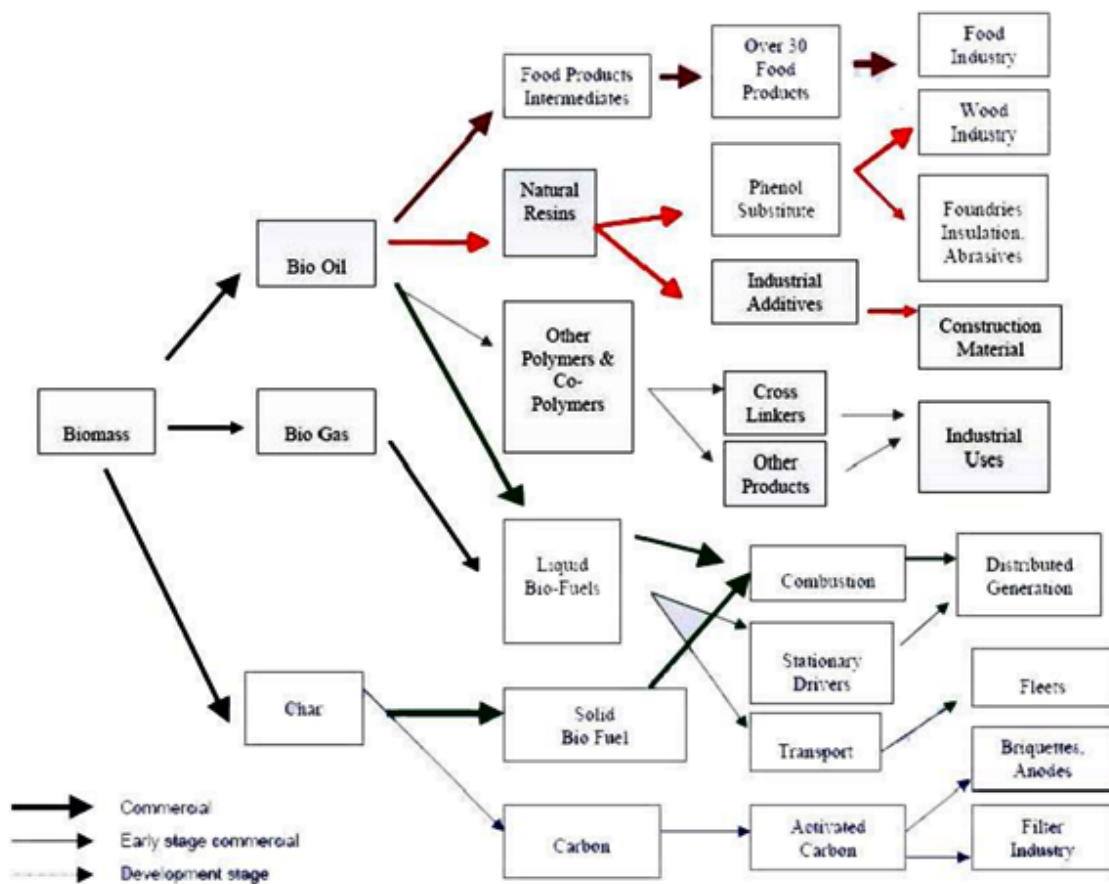 Food Products
Intermediates
Over 30
Food
Products
Food
Industry
Wood
Industry
Natural
Resins
Phenol
Substitute
Foundries
Insulation,
Abrasives
Bio Oil
Industrial
Additives
Construction
Material
Other
Polymers &
Co-
Polymers
Cross
Linkers
Other
Products
Industrial
Uses
Biomass
Bio Gas
Liquid
Bio-Fuels
Combustion
Distributed
Generation
Stationary
Drivers
Char
Solid
Bio Fuel
Transport
Fleets
Briquettes,
Anodes
Carbon
Activated
Carbon
Filter
Industry
Commercial
Early stage commercial
Development stage